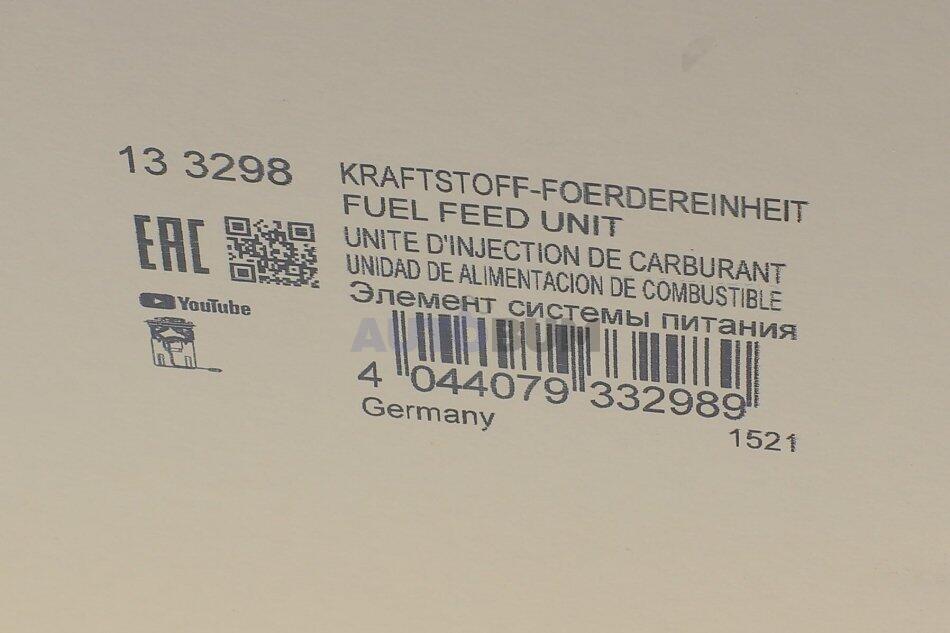 13 3298
KRAFTSTOFF-FOERDEREINHEIT
FUEL FEED UNIT
UNITE D'INJECTION DE CARBURANT
UNIDAD DE ALIMENTACION DE COMBUSTIBLE
Элемент системы питания
EAC
YouTube
AUTOBUM
4 044079 332989
Germany
1521